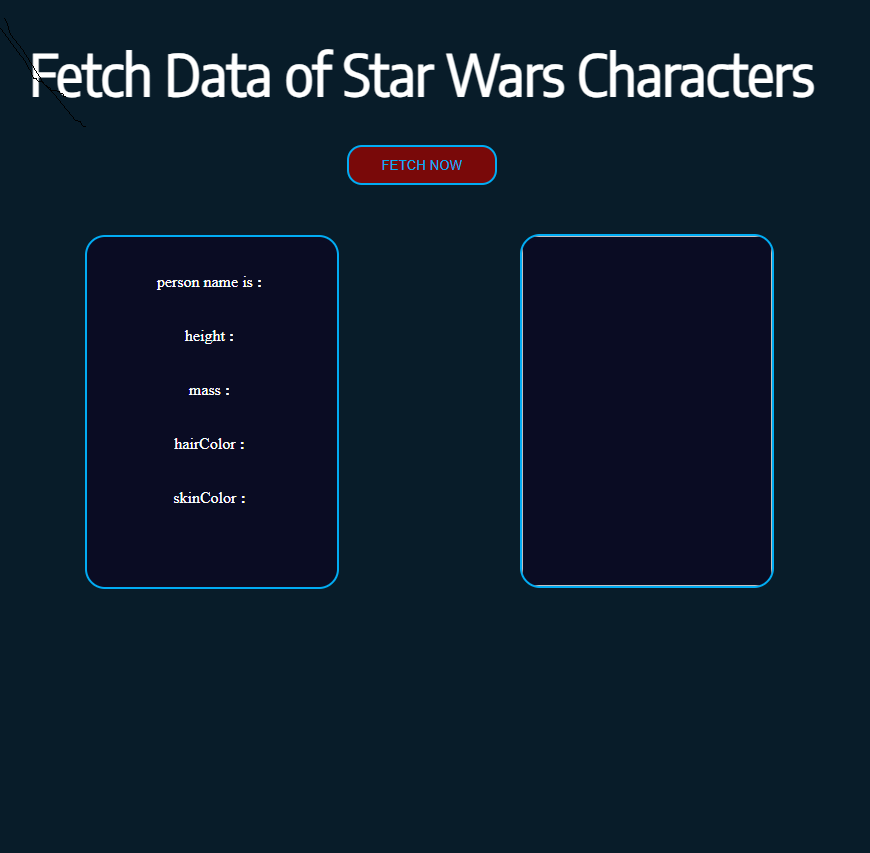 Fetch Data of Star Wars Characters
FETCH NOW
person name is :
height :
mass :
hairColor :
skinColor :